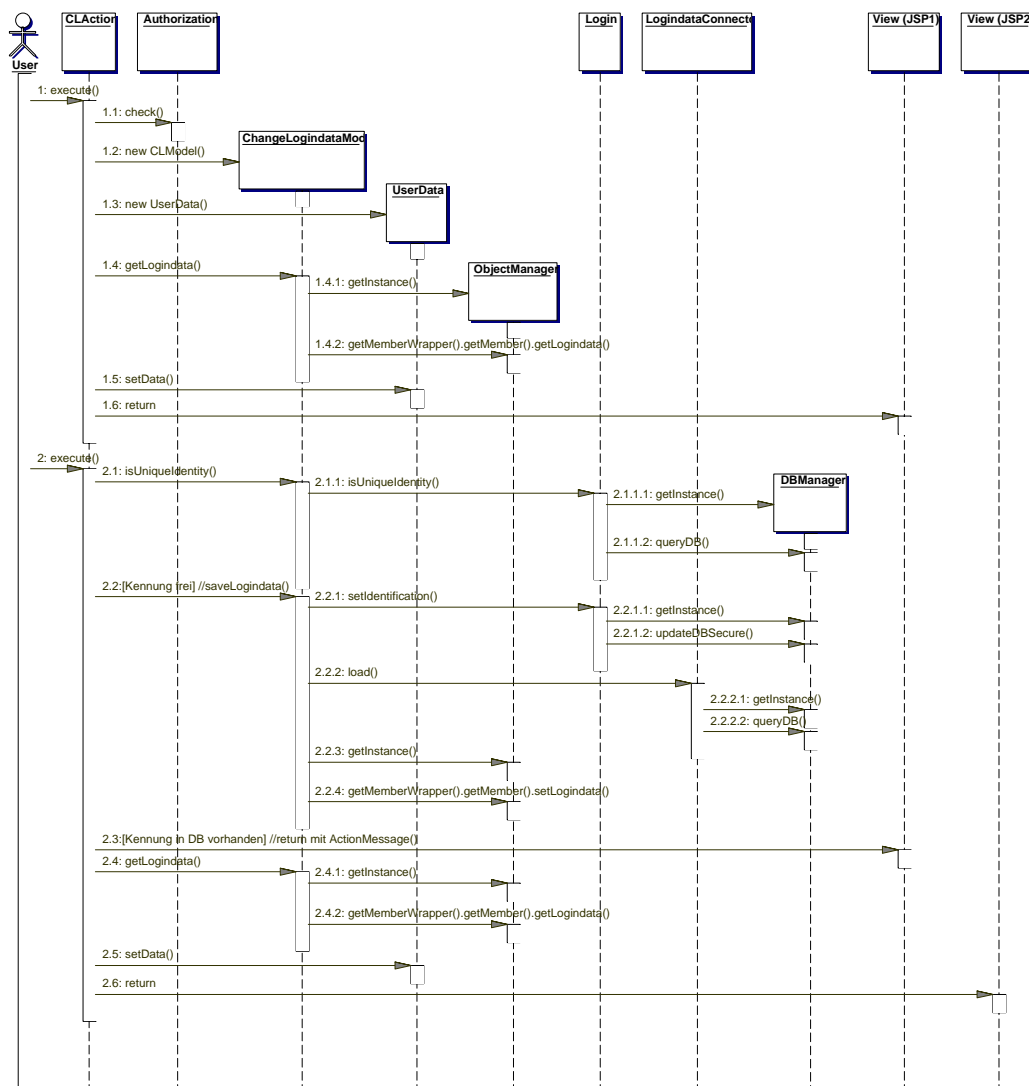 CLAction
Authorization
Login
LogindataConnecto
View (JSP1)
View (JSP2
User
1: execute()
1.1: check()
ChangeLogindataMod
1.2: new CLModel()
UserData
1.3: new UserData()
1.4: getLogindata()
ObjectManager
1.4.1: getInstance()
1.4.2: getMemberWrapper().getMember().getLogindata()
1.5: setData()
1.6: return
2: execute()
2.1: isUniqueIdentity()
2.1.1: isUniqueIdentity()
DBManager
2.1.1.1: getInstance()
2.1.1.2: queryDB()
2.2:[Kennung frei] //saveLogindata()
2.2.1: setIdentification()
2.2.1.1: getInstance()
2.2.1.2: updateDBSecure()
2.2.2: load()
2.2.2.1: getInstance()
2.2.2.2: queryDB()
2.2.3: getInstance()
2.2.4: getMemberWrapper().getMember().setLogindata()
2.3:[Kennung in DB vorhanden] //return mit ActionMessage()
2.4: getLogindata()
2.4.1: getInstance()
2.4.2: getMemberWrapper().getMember().getLogindata()
2.5: setData()
2.6: return